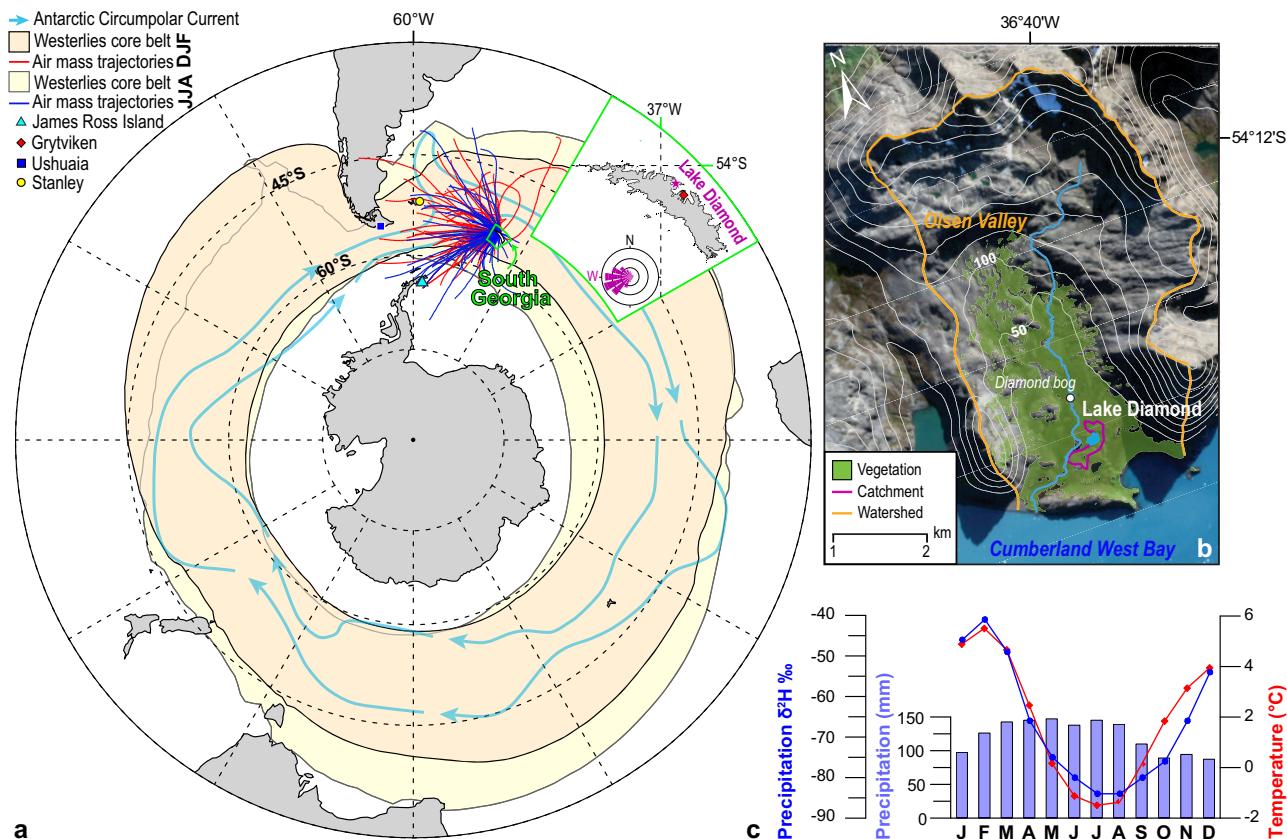 Antarctic Circumpolar Current
Westerlies core belt
Air mass trajectories
DJF
Westerlies core belt
Air mass trajectories
JJA
James Ross Island
Grytviken
Ushuaia
Stanley
60°W
45°S
60°S
South
Georgia
37°W
54°S
Lake Diamond
N
W
a
36°40'W
54°12'S
N
Olsen Valley
100
50
Diamond bog
Lake Diamond
Vegetation
Catchment
Watershed
km
1 2
Cumberland West Bay
b
Precipitation δ²H ‰
-40
-50
-60
-70
-80
-90
Precipitation (mm)
150
100
50
0
6
4
2
0
-2
Temperature (°C)
J F M A M J J A S O N D
c